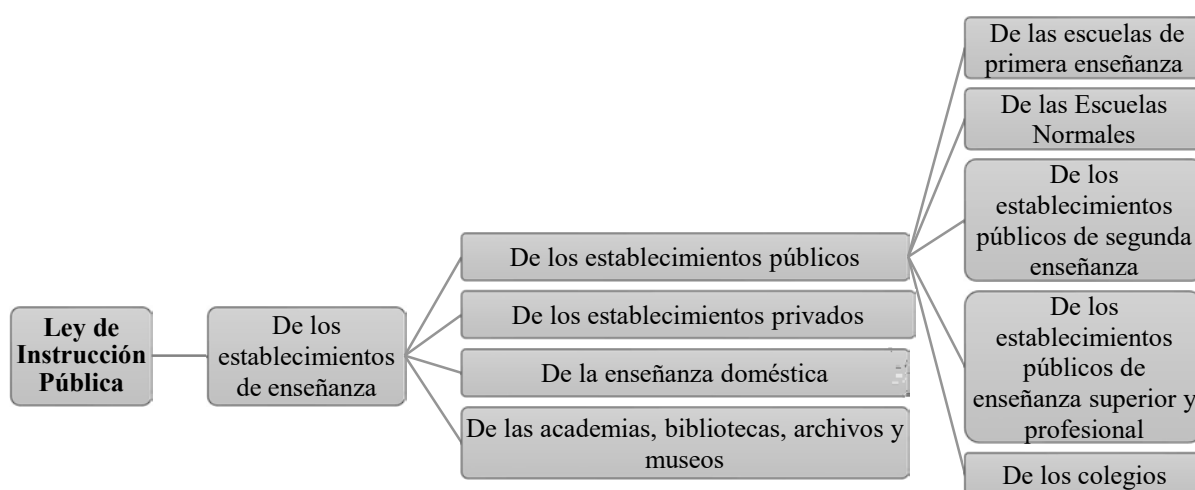 Ley de
Instrucción
Pública
De los
establecimientos
de enseñanza
De los establecimientos públicos
De los establecimientos privados
De la enseñanza doméstica
De las academias, bibliotecas, archivos y
museos
De las escuelas de
primera enseñanza
De las Escuelas
Normales
De los
establecimientos
públicos de segunda
enseñanza
De los
establecimientos
públicos de
enseñanza superior y
profesional
De los colegios